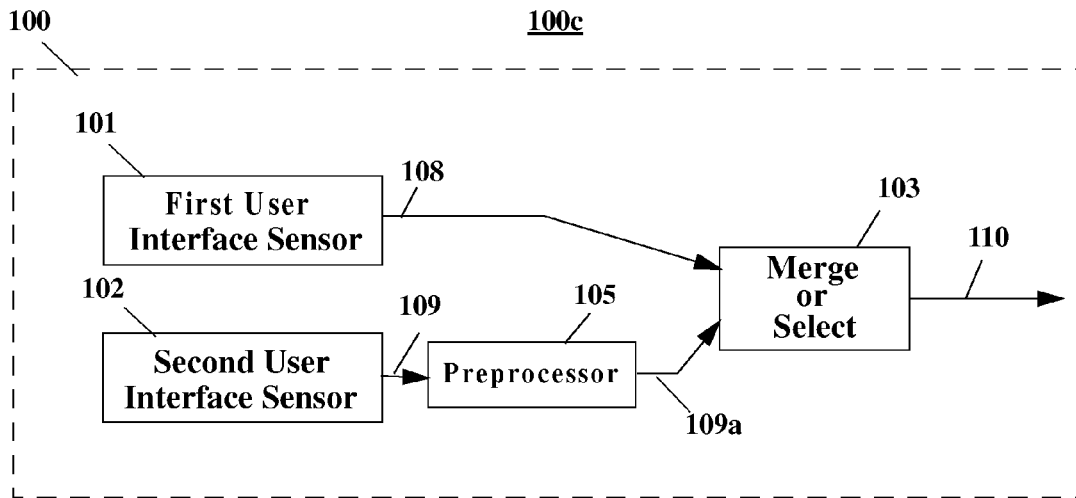 100
100c
101
First User
Interface Sensor
108
103
Merge
or
Select
110
102
Second User
Interface Sensor
109
105
Preprocessor
109a